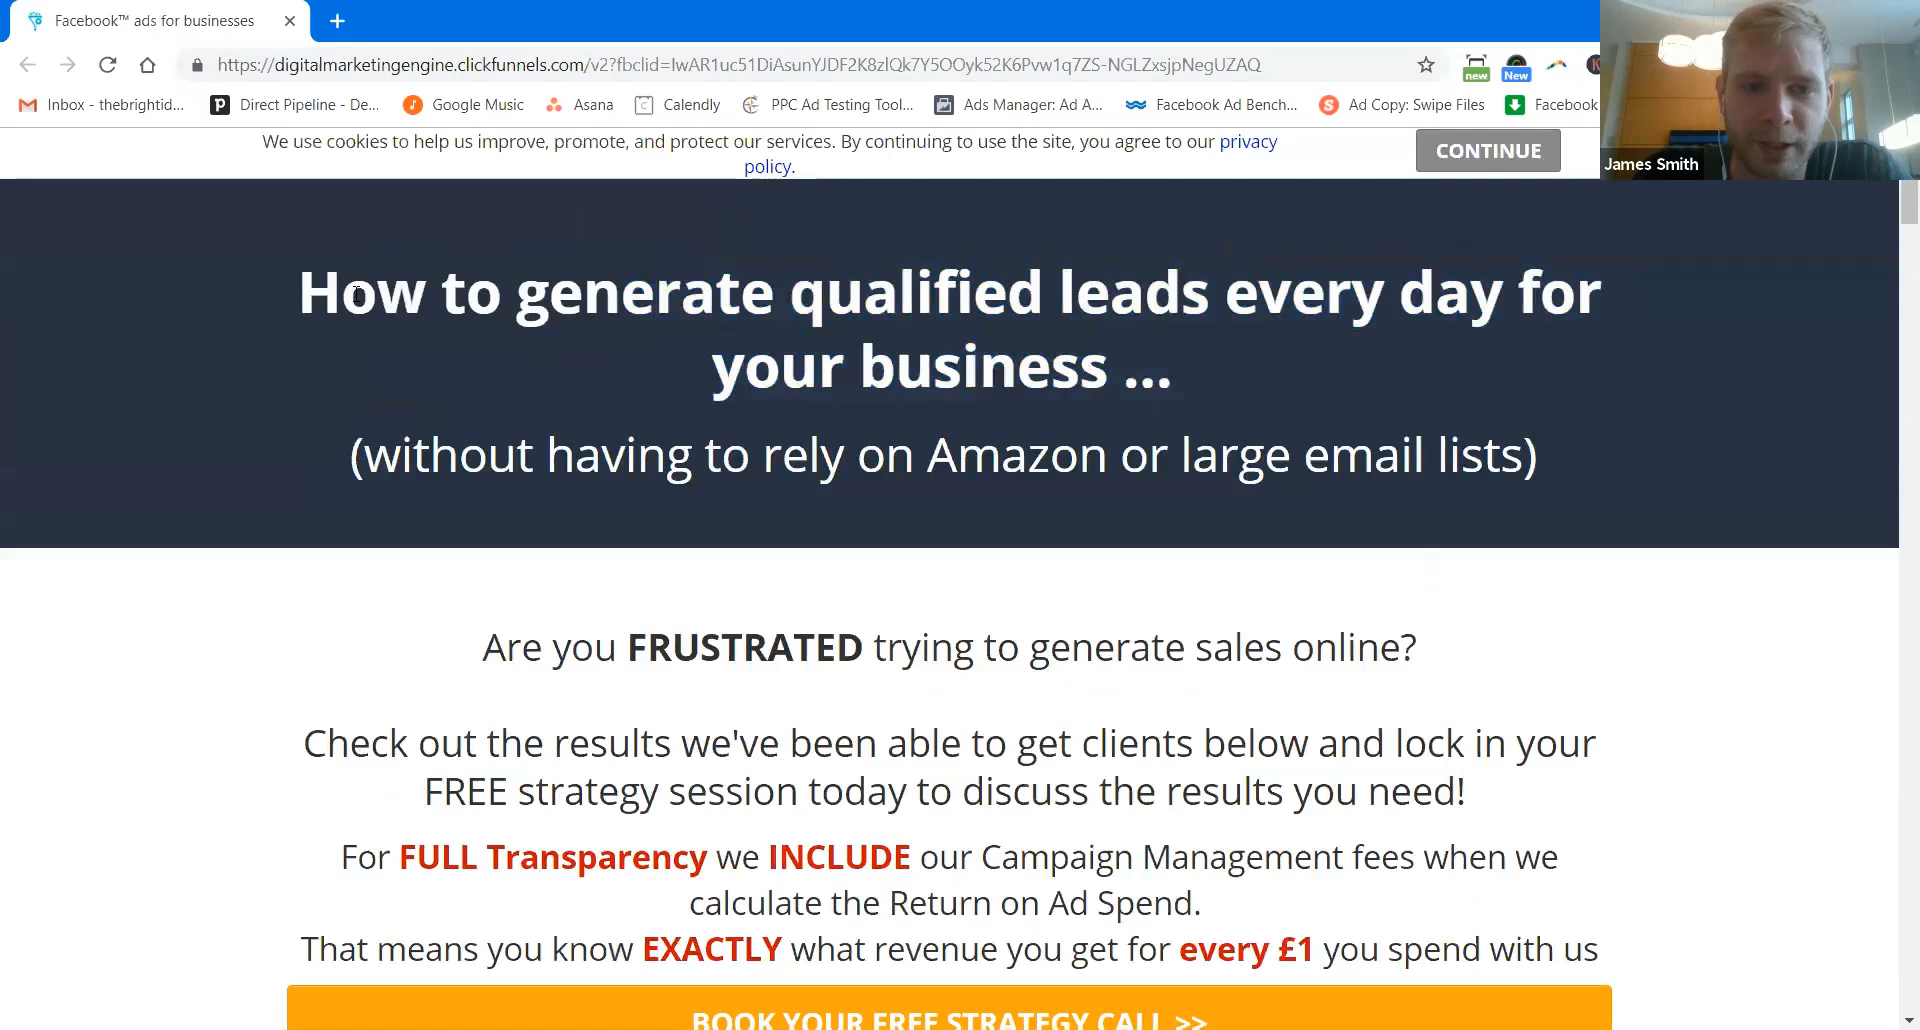 Facebook™ ads for businesses
https://digitalmarketingengine.clickfunnels.com/v2?fbclid=IwAR1uc51DiAsunYJDF2K8zlQk7Y5OOyk52K6Pvw1q7ZS-NGLZxsjpNegUZAQ
new
New
Inbox - thebrightid... Direct Pipeline - De... Google Music Asana Calendly PPC Ad Testing Tool... Ads Manager: Ad A... Facebook Ad Bench... Ad Copy: Swipe Files Facebook
We use cookies to help us improve, promote, and protect our services. By continuing to use the site, you agree to our privacy
policy.
CONTINUE
James Smith
How to generate qualified leads every day for
your business ...
(without having to rely on Amazon or large email lists)
Are you FRUSTRATED trying to generate sales online?
Check out the results we've been able to get clients below and lock in your
FREE strategy session today to discuss the results you need!
For FULL Transparency we INCLUDE our Campaign Management fees when we
calculate the Return on Ad Spend.
That means you know EXACTLY what revenue you get for every £1 you spend with us
BOOK YOUR FREE STRATEGY CALL >>